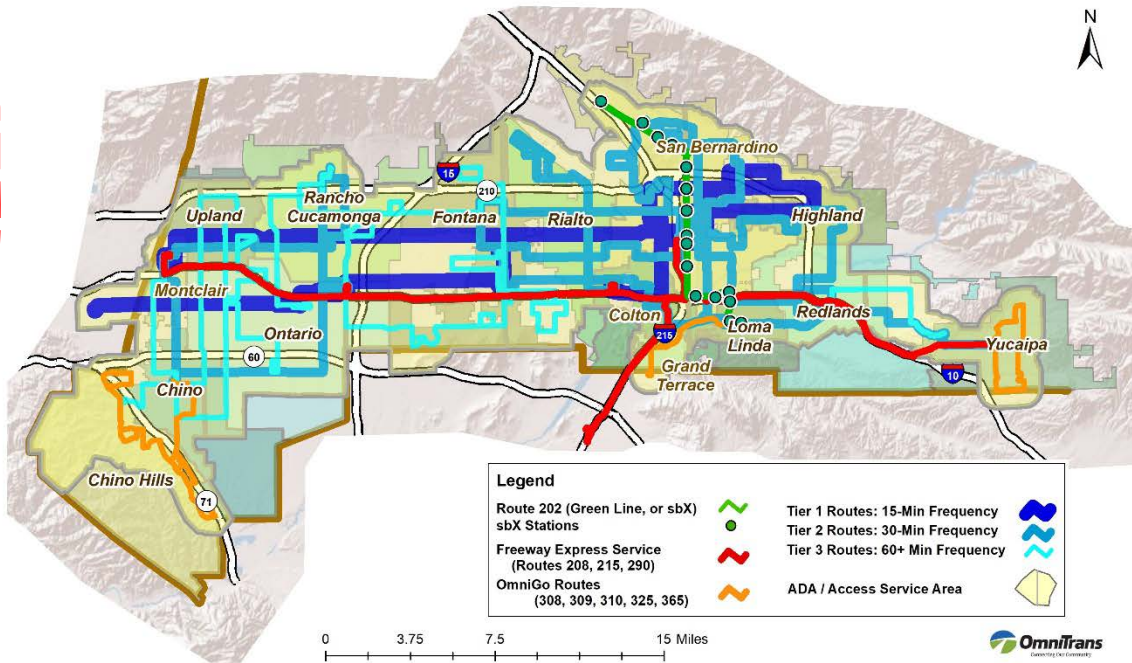 N
San Bernardino
15
210
Rancho
Cucamonga
Upland
Fontana
Rialto
Highland
Montclair
Ontario
Colton
215
Loma
Linda
Redlands
Yucaipa
60
Grand
Terrace
10
Chino
Chino Hills
71
Legend
Route 202 (Green Line, or sbX)
sbX Stations
Freeway Express Service
(Routes 208, 215, 290)
OmniGo Routes
(308, 309, 310, 325, 365)
Tier 1 Routes: 15-Min Frequency
Tier 2 Routes: 30-Min Frequency
Tier 3 Routes: 60+ Min Frequency
ADA / Access Service Area
0 3.75 7.5 15 Miles
OmniTrans
Connecting Our Community